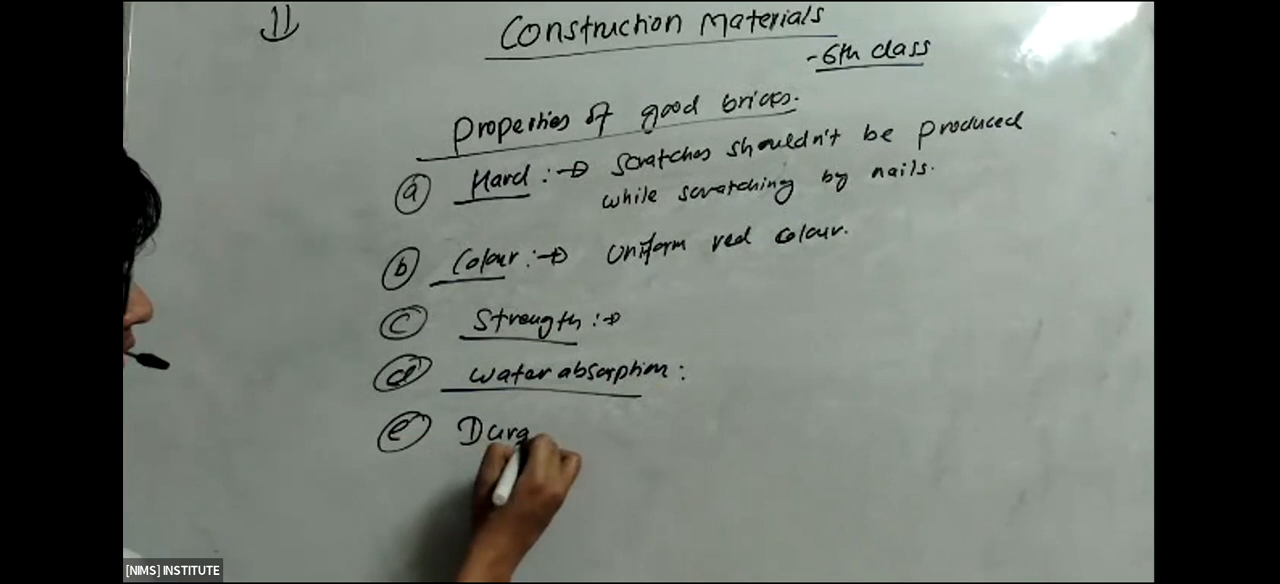 11
Construction Materials
- 6th class
Properties of good bricks.
(a) Hard :→ Scratches shouldn't be produced
while scratching by nails.
(b) Colour :→ Uniform red colour.
(c) Strength :→
(d) Water absorption :
(e) Dura
[NIMS] INSTITUTE